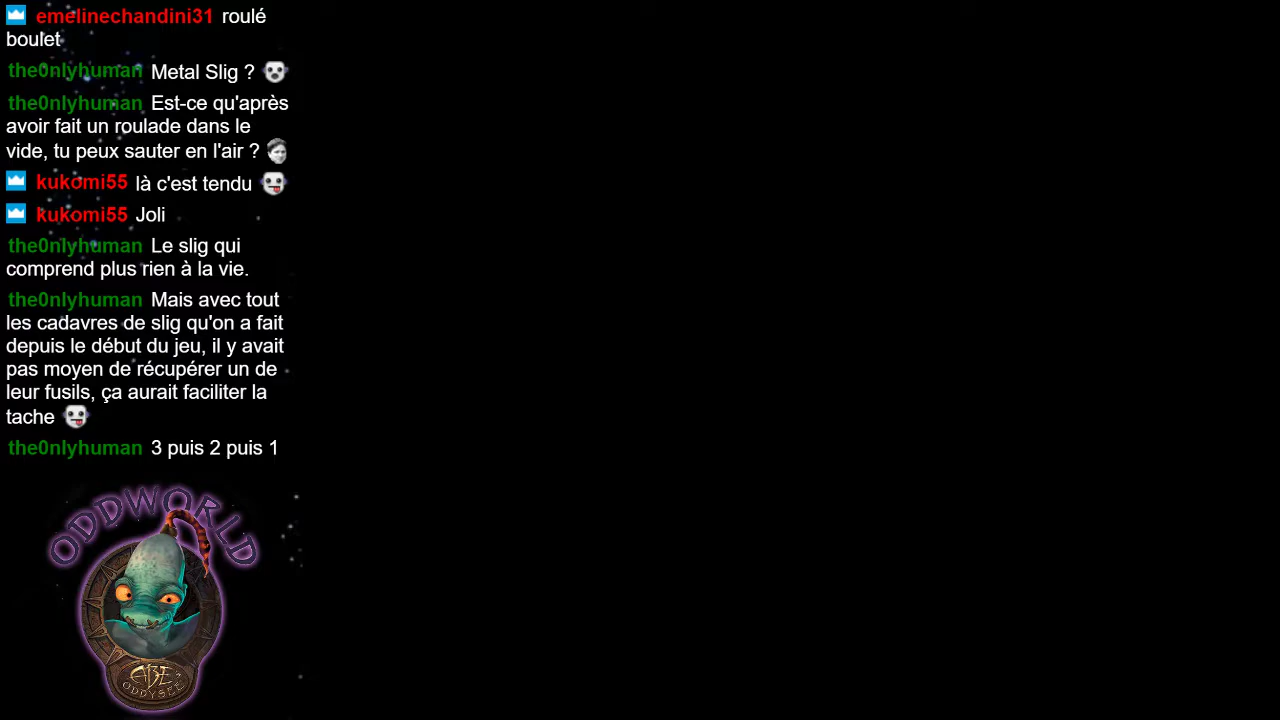 emelinechandini31 roulé
boulet
the0nlyhuman Metal Slig ?
the0nlyhuman Est-ce qu'après
avoir fait un roulade dans le
vide, tu peux sauter en l'air ?
kukomi55 là c'est tendu
kukomi55 Joli
the0nlyhuman Le slig qui
comprend plus rien à la vie.
the0nlyhuman Mais avec tout
les cadavres de slig qu'on a fait
depuis le début du jeu, il y avait
pas moyen de récupérer un de
leur fusils, ça aurait faciliter la
tache
the0nlyhuman 3 puis 2 puis 1
ODDWORLD
ABE'S
ODDYSEE